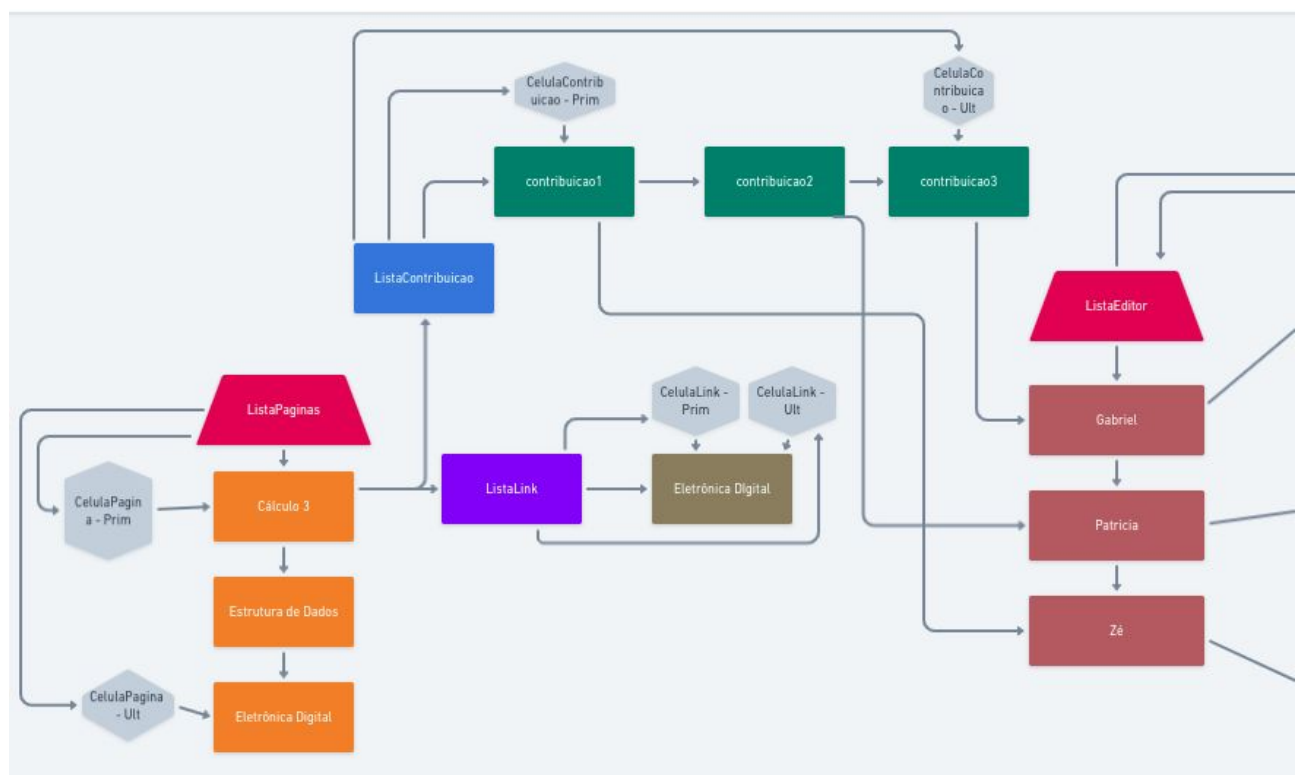 CelulaContrib
uicao - Prim
CelulaCo
ntribuica
o - Ult
contribuicao1
contribuicao2
contribuicao3
ListaContribuicao
ListaEditor
ListaPaginas
CelulaLink -
Prim
CelulaLink -
Ult
Gabriel
CelulaPagin
a - Prim
Cálculo 3
ListaLink
Eletrônica DIgital
Patricia
Estrutura de Dados
Zé
CelulaPagina
- Ult
Eletrônica Digital